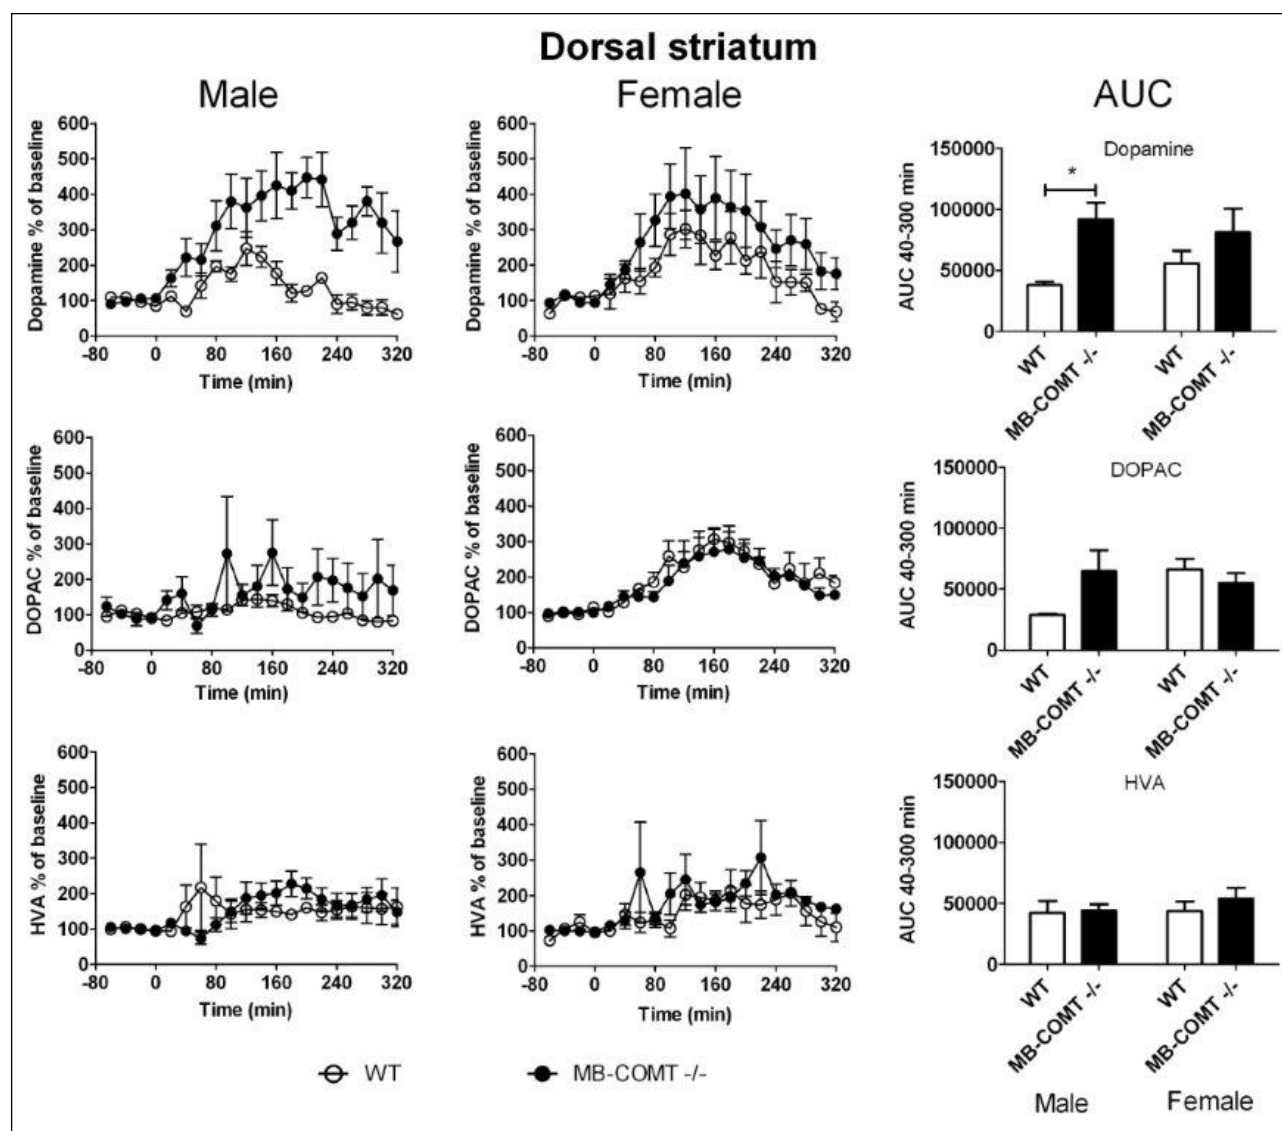 Dorsal striatum
Male
Female
AUC
Dopamine % of baseline
600
500
400
300
200
100
0
-80 0 80 160 240 320
Time (min)
Dopamine % of baseline
600
500
400
300
200
100
0
-80 0 80 160 240 320
Time (min)
AUC 40-300 min
150000
100000
50000
0
Dopamine
*
WT
MB-COMT -/-
WT
MB-COMT -/-
DOPAC % of baseline
600
500
400
300
200
100
0
-80 0 80 160 240 320
Time (min)
DOPAC % of baseline
600
500
400
300
200
100
0
-80 0 80 160 240 320
Time (min)
AUC 40-300 min
150000
100000
50000
0
DOPAC
WT
MB-COMT -/-
WT
MB-COMT -/-
HVA % of baseline
600
500
400
300
200
100
0
-80 0 80 160 240 320
Time (min)
HVA % of baseline
600
500
400
300
200
100
0
-80 0 80 160 240 320
Time (min)
AUC 40-300 min
150000
100000
50000
0
HVA
WT
MB-COMT -/-
WT
MB-COMT -/-
Male
Female
WT
MB-COMT -/-